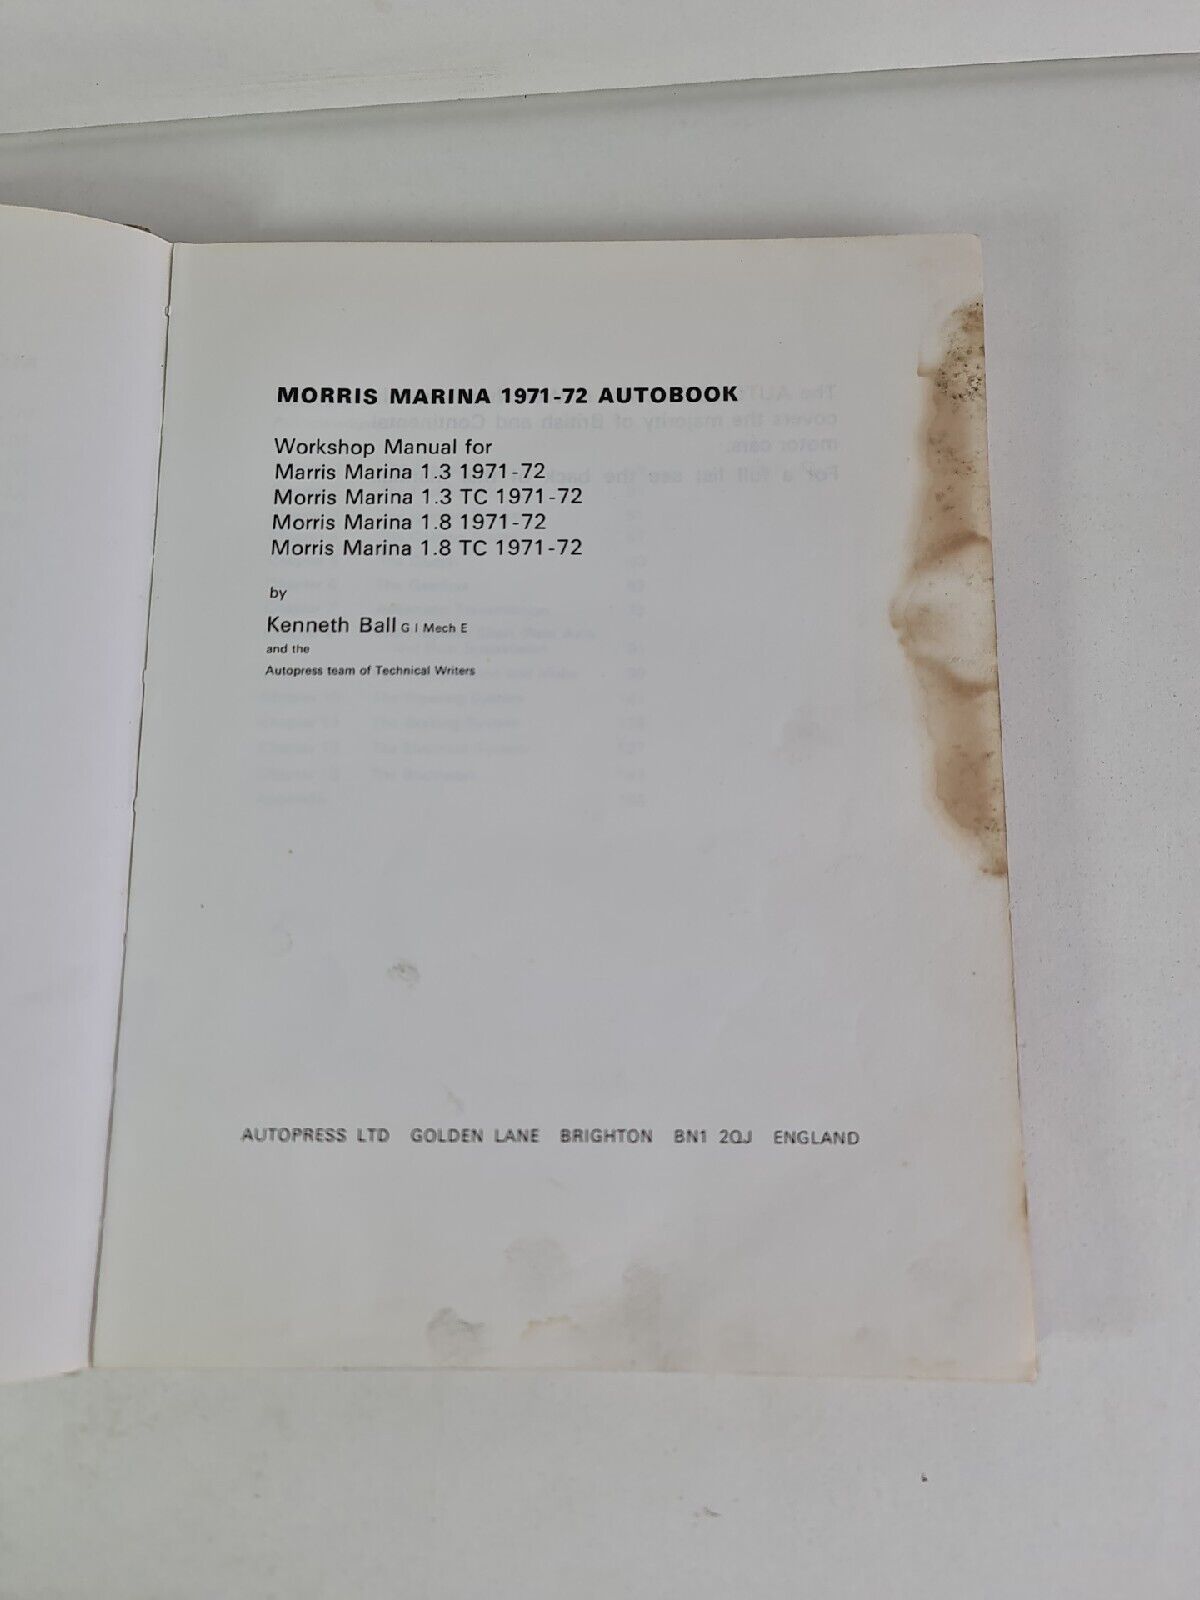 MORRIS MARINA 1971-72 AUTOBOOK
Workshop Manual for
Marris Marina 1.3 1971-72
Morris Marina 1.3 TC 1971-72
Morris Marina 1.8 1971-72
Morris Marina 1.8 TC 1971-72
by
Kenneth Ball G I Mech E
and the
Autopress team of Technical Writers
AUTOPRESS LTD GOLDEN LANE BRIGHTON BN1 2QJ ENGLAND